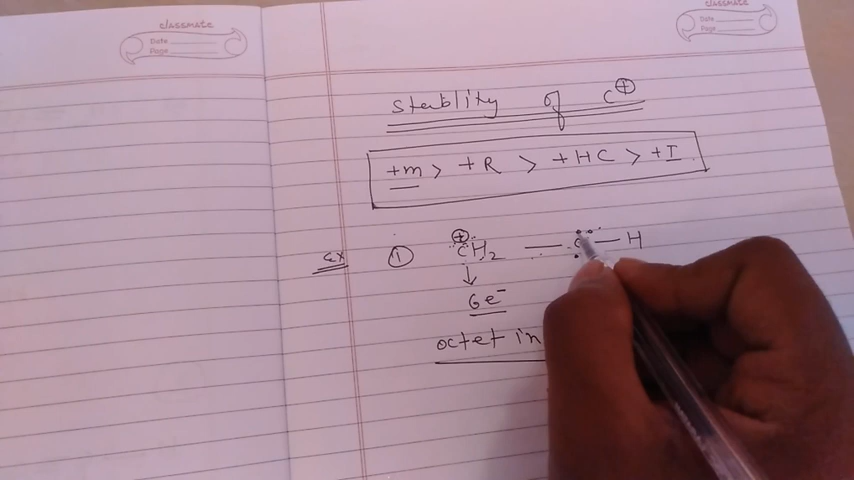 classmate
Date
Page
classmate
Date
Page
Stablity of C⊕
+m > +R > +HC > +I
Ex ① ⊕CH2 — — H
↓
6e⁻
octet in